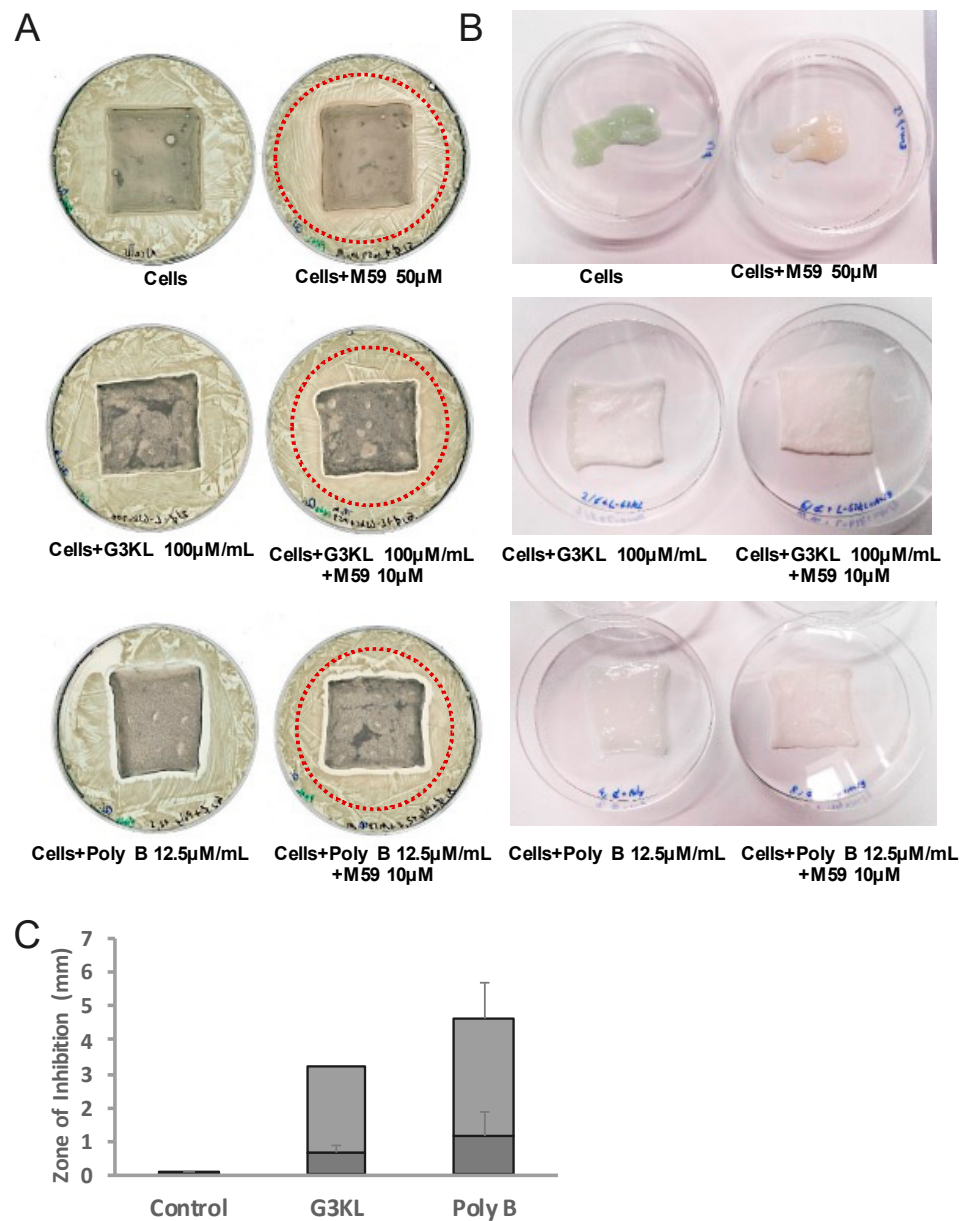 A
B
Cells
Cells+M59 50µM
Cells
Cells+M59 50µM
Cells+G3KL 100µM/mL
Cells+G3KL 100µM/mL
+M59 10µM
Cells+G3KL 100µM/mL
Cells+G3KL 100µM/mL
+M59 10µM
Cells+Poly B 12.5µM/mL
Cells+Poly B 12.5µM/mL
+M59 10µM
Cells+Poly B 12.5µM/mL
Cells+Poly B 12.5µM/mL
+M59 10µM
C
Zone of Inhibition (mm)
7
6
5
4
3
2
1
0
Control
G3KL
Poly B